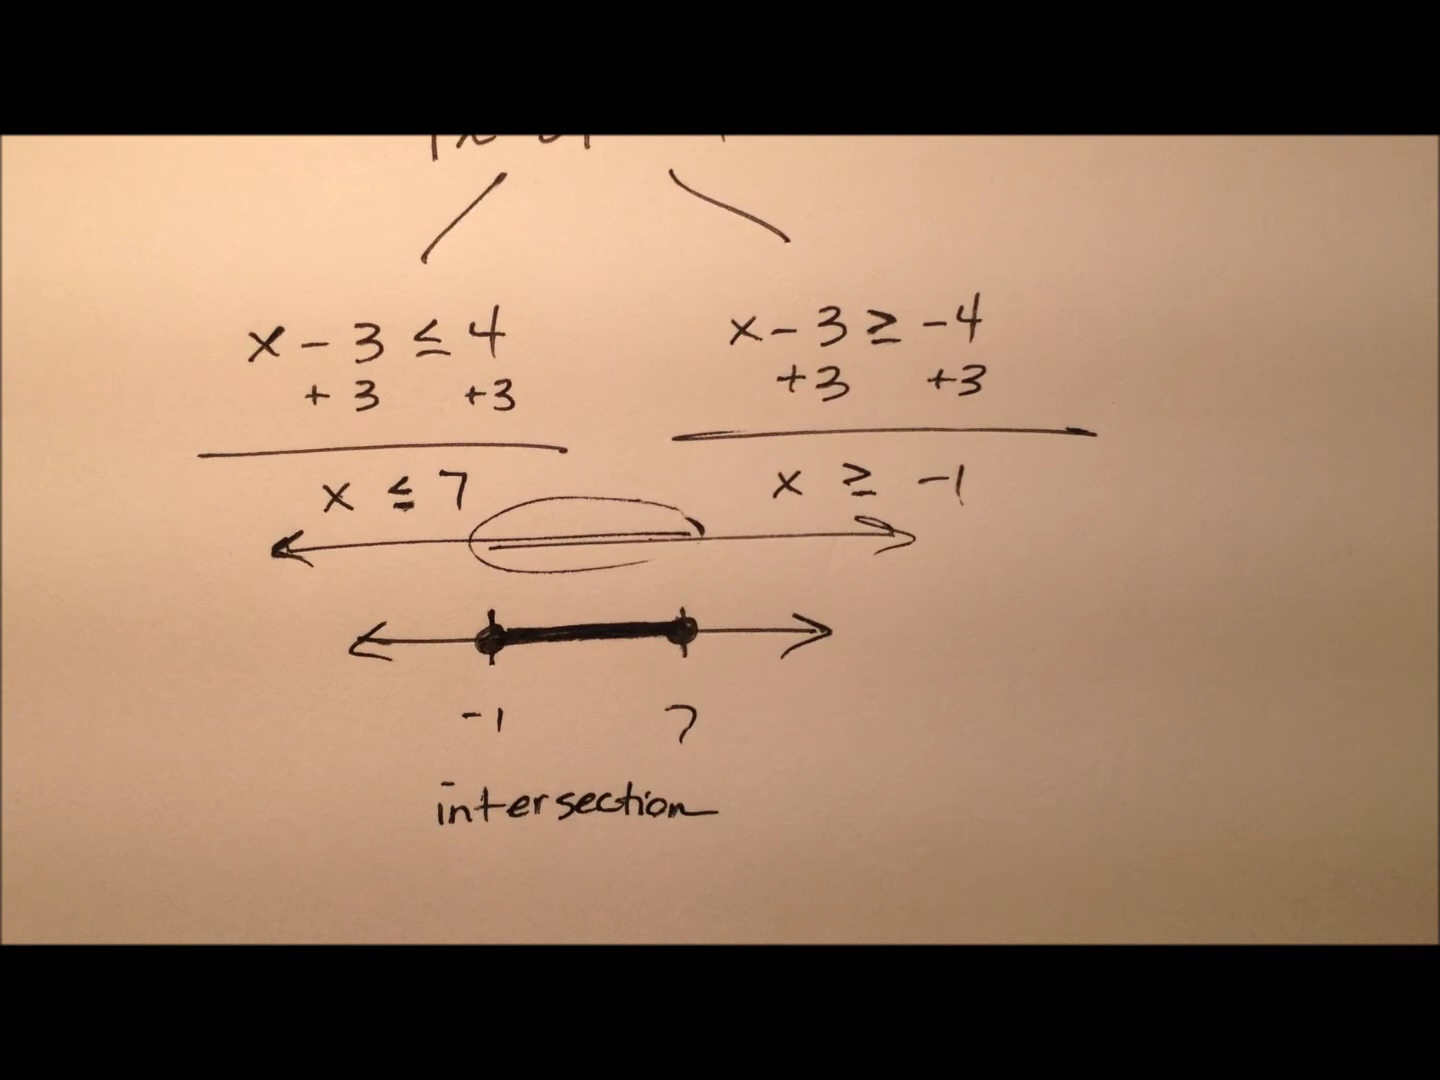 x - 3 ≤ 4
+ 3 +3
x ≤ 7
x - 3 ≥ -4
+3 +3
x ≥ -1
-1 7
intersection